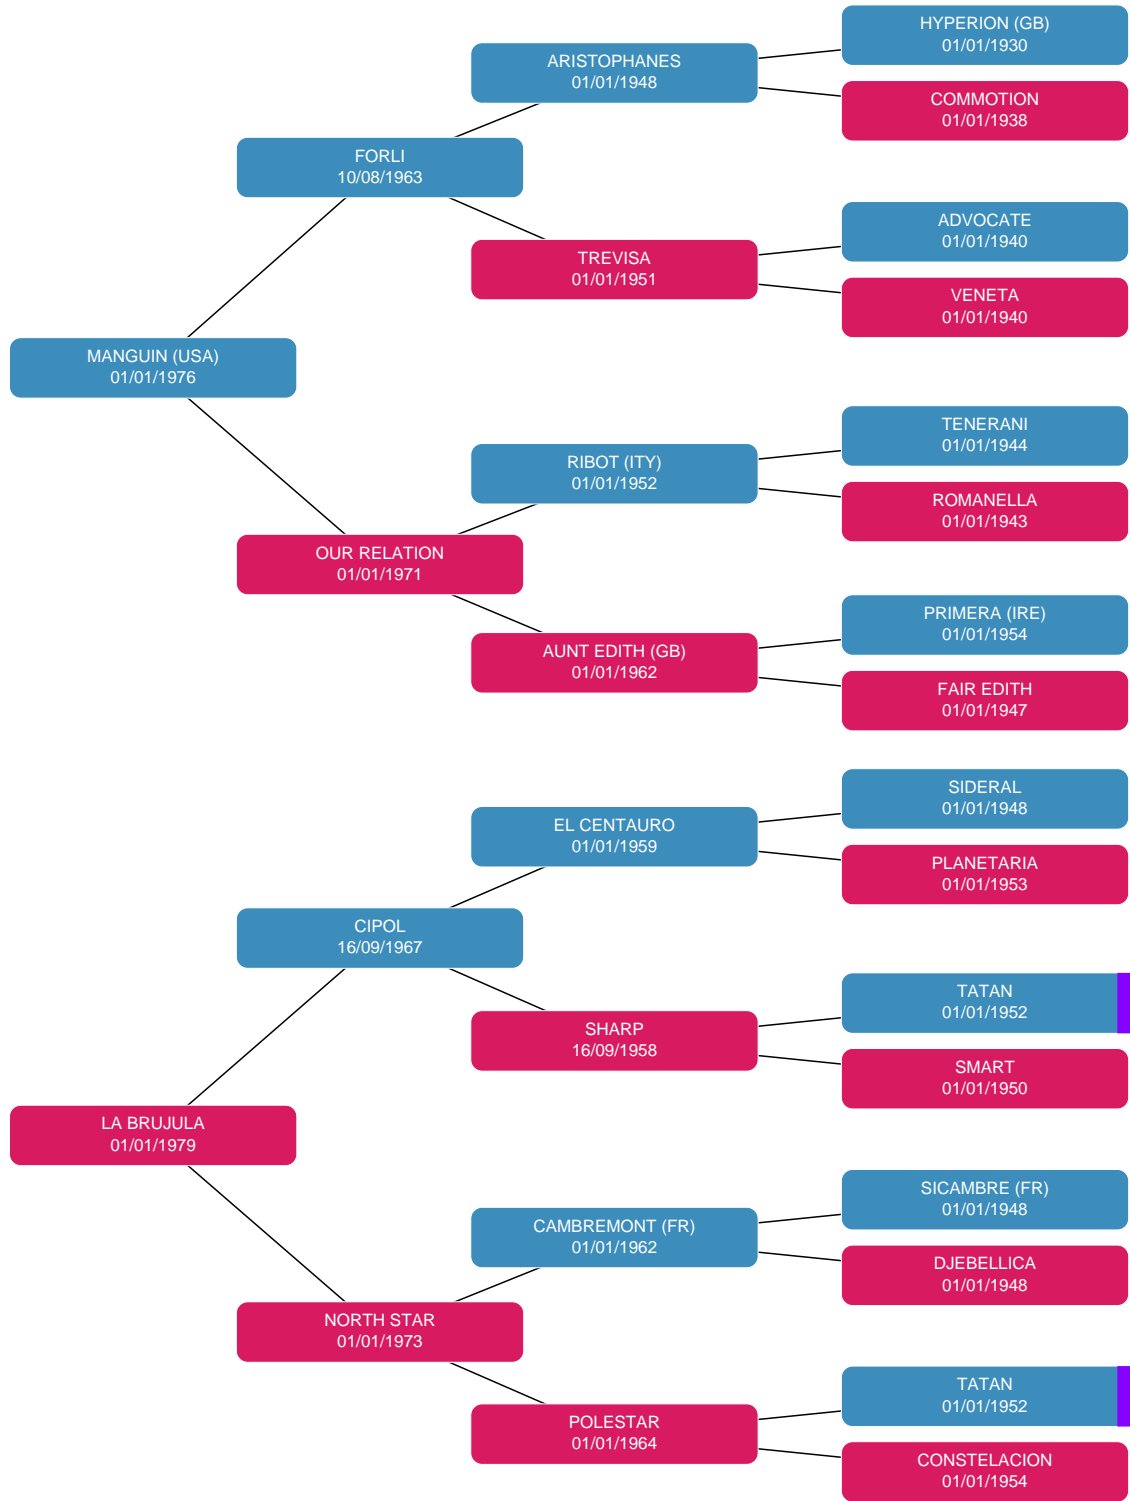 HYPERION (GB)
01/01/1930
ARISTOPHANES
01/01/1948
COMMOTION
01/01/1938
FORLI
10/08/1963
ADVOCATE
01/01/1940
TREVISA
01/01/1951
VENETA
01/01/1940
MANGUIN (USA)
01/01/1976
TENERANI
01/01/1944
RIBOT (ITY)
01/01/1952
ROMANELLA
01/01/1943
OUR RELATION
01/01/1971
PRIMERA (IRE)
01/01/1954
AUNT EDITH (GB)
01/01/1962
FAIR EDITH
01/01/1947
SIDERAL
01/01/1948
EL CENTAURO
01/01/1959
PLANETARIA
01/01/1953
CIPOL
16/09/1967
TATAN
01/01/1952
SHARP
16/09/1958
SMART
01/01/1950
LA BRUJULA
01/01/1979
SICAMBRE (FR)
01/01/1948
CAMBREMONT (FR)
01/01/1962
DJEBELLICA
01/01/1948
NORTH STAR
01/01/1973
TATAN
01/01/1952
POLESTAR
01/01/1964
CONSTELACION
01/01/1954